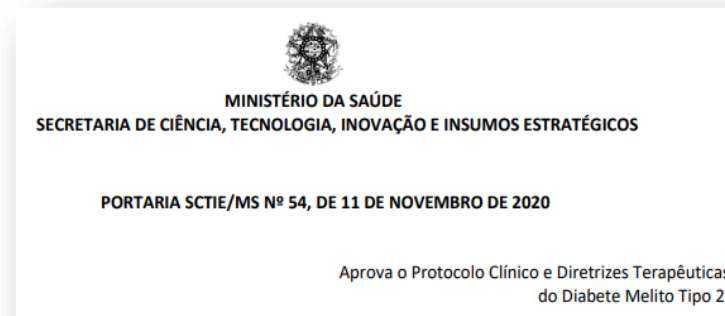 MINISTÉRIO DA SAÚDE
SECRETARIA DE CIÊNCIA, TECNOLOGIA, INOVAÇÃO E INSUMOS ESTRATÉGICOS
PORTARIA SCTIE/MS Nº 54, DE 11 DE NOVEMBRO DE 2020
Aprova o Protocolo Clínico e Diretrizes Terapêuticas
do Diabete Melito Tipo 2